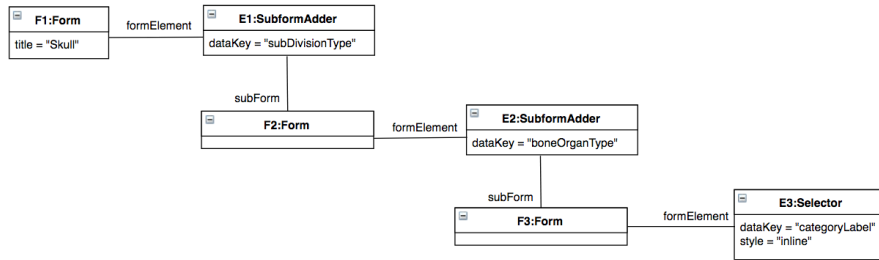 F1:Form
title = "Skull"
formElement
E1:SubformAdder
dataKey = "subDivisionType"
subForm
F2:Form
formElement
E2:SubformAdder
dataKey = "boneOrganType"
subForm
F3:Form
formElement
E3:Selector
dataKey = "categoryLabel"
style = "inline"